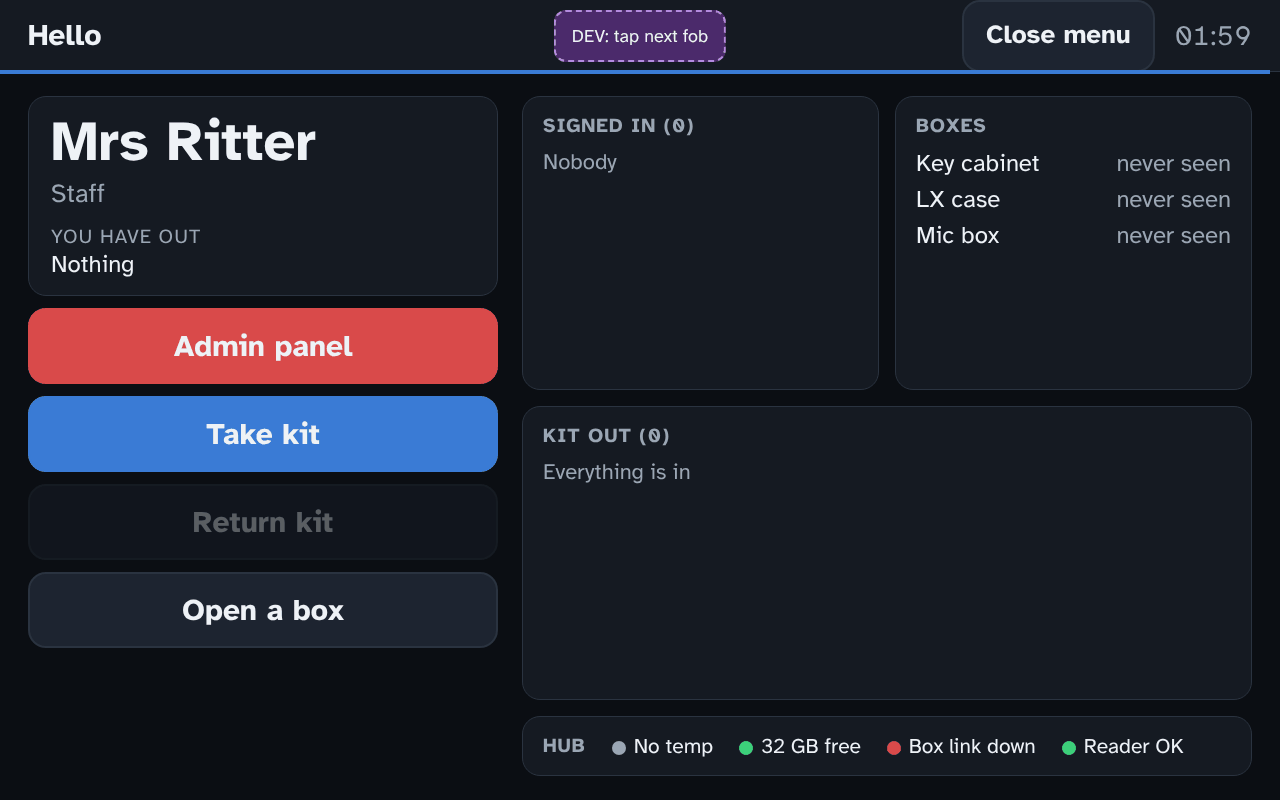 Hello
DEV: tap next fob
Close menu
01:59
Mrs Ritter
Staff
YOU HAVE OUT
Nothing
Admin panel
Take kit
Return kit
Open a box
SIGNED IN (0)
Nobody
BOXES
Key cabinet never seen
LX case never seen
Mic box never seen
KIT OUT (0)
Everything is in
HUB No temp 32 GB free Box link down Reader OK